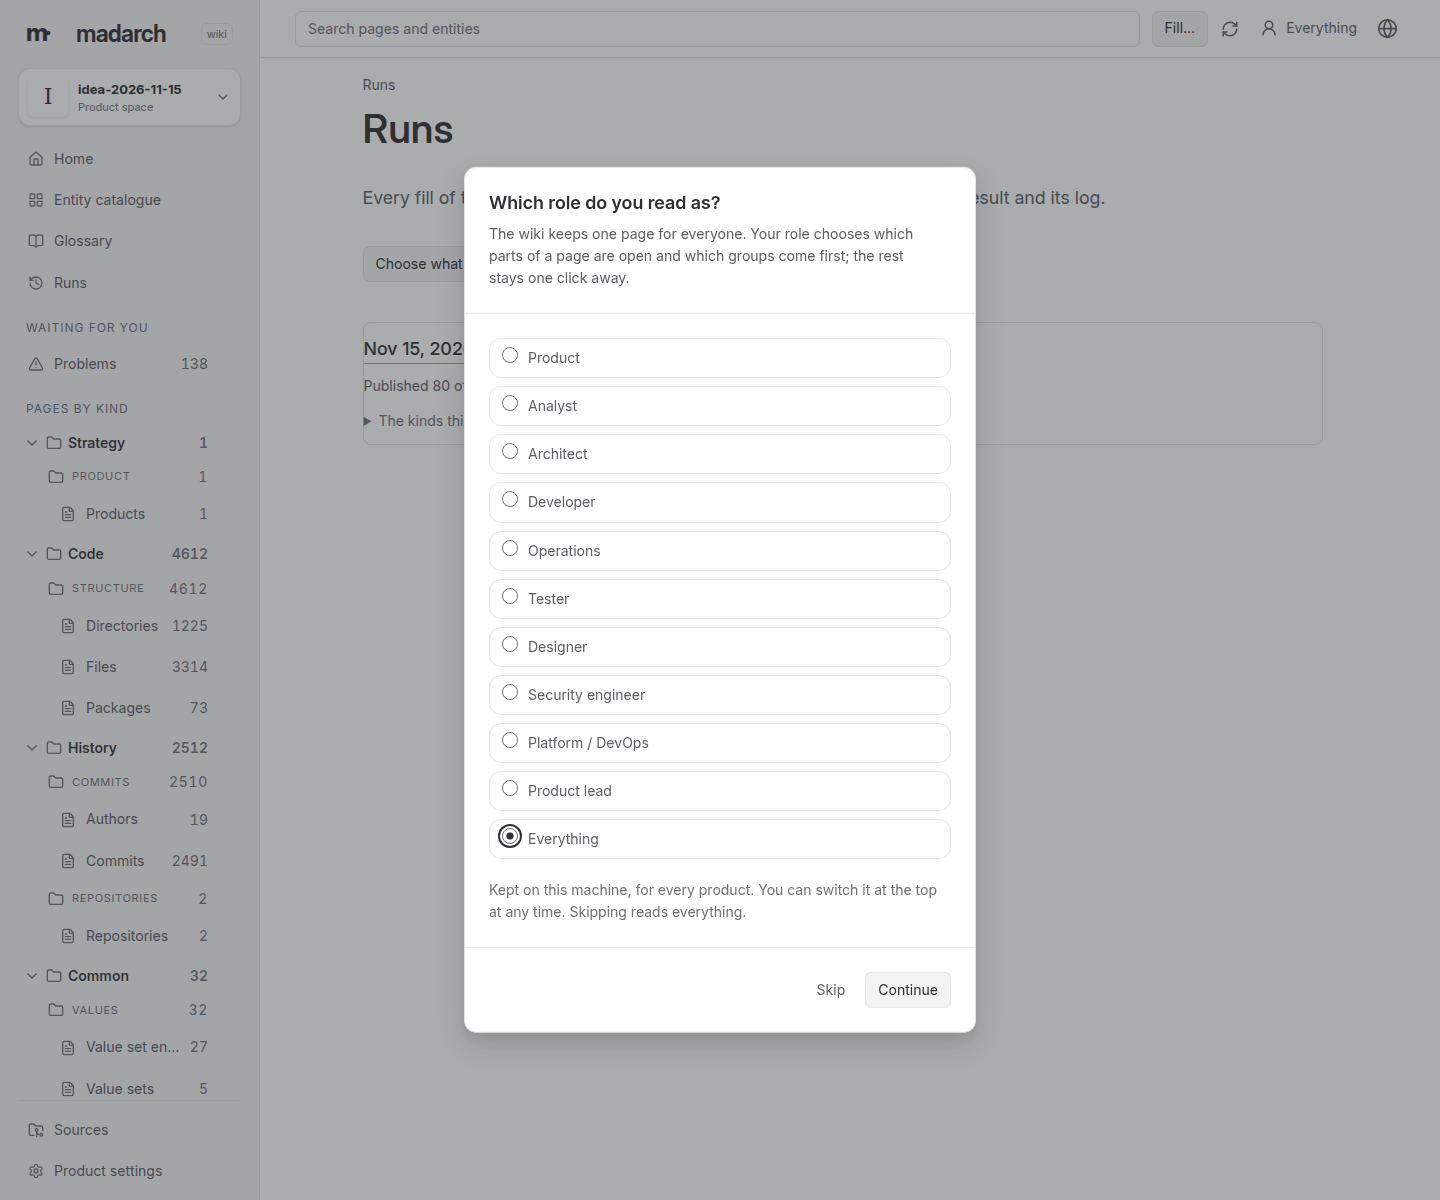 m·
madarch
wiki
I
idea-2026-11-15
Product space
Home
Entity catalogue
Glossary
Runs
WAITING FOR YOU
Problems 138
PAGES BY KIND
Strategy 1
PRODUCT 1
Products 1
Code 4612
STRUCTURE 4612
Directories 1225
Files 3314
Packages 73
History 2512
COMMITS 2510
Authors 19
Commits 2491
REPOSITORIES 2
Repositories 2
Common 32
VALUES 32
Value set en... 27
Value sets 5
Sources
Product settings
Search pages and entities
Fill...
Everything
Runs
Runs
Every fill of
esult and its log.
Choose what
Nov 15, 202
Published 80
The kinds
Which role do you read as?
The wiki keeps one page for everyone. Your role chooses which
parts of a page are open and which groups come first; the rest
stays one click away.
Product
Analyst
Architect
Developer
Operations
Tester
Designer
Security engineer
Platform / DevOps
Product lead
Everything
Kept on this machine, for every product. You can switch it at the top
at any time. Skipping reads everything.
Skip
Continue